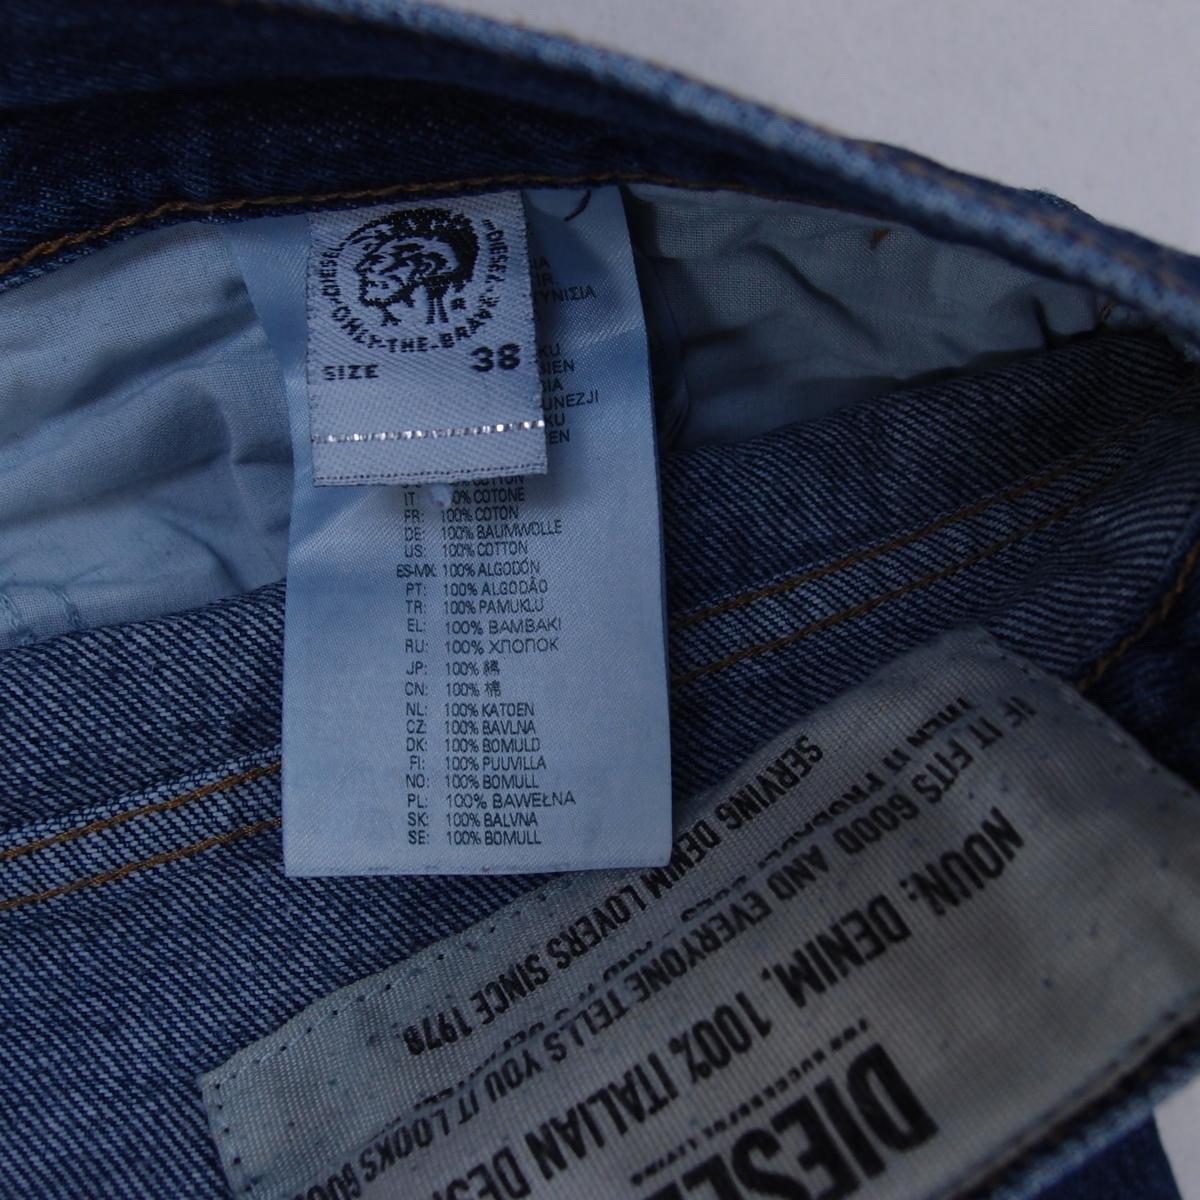 DIESEL
ONLY-THE-BRAVE
SIZE 38
ΤΥΝΙΣΙΑ
COTTON
IT: 100% COTONE
FR: 100% COTON
DE: 100% BAUMWOLLE
US: 100% COTTON
ES-MX: 100% ALGODÓN
PT: 100% ALGODÃO
TR: 100% PAMUKLU
EL: 100% BAMBAKI
RU: 100% ХЛОПОК
JP: 100% 綿
CN: 100% 棉
NL: 100% KATOEN
CZ: 100% BAVLNA
DK: 100% BOMULD
FI: 100% PUUVILLA
NO: 100% BOMULL
PL: 100% BAWEŁNA
SK: 100% BALVNA
SE: 100% BOMULL
DIESEL
NOUN: DENIM, 100% ITALIAN
IF IT FITS GOOD AND EVERYONE TELLS YOU IT LOOKS
THEN IT
SERVING DENIM LOVERS SINCE 1978